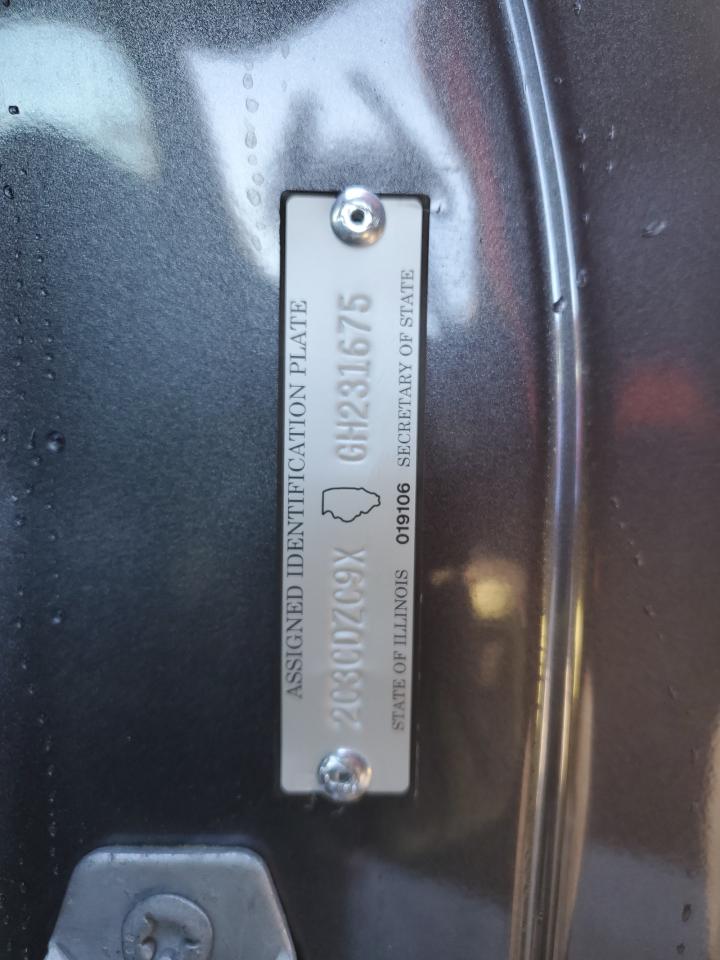 ASSIGNED IDENTIFICATION PLATE
2C3CDZC9X GH231675
STATE OF ILLINOIS 019106 SECRETARY OF STATE